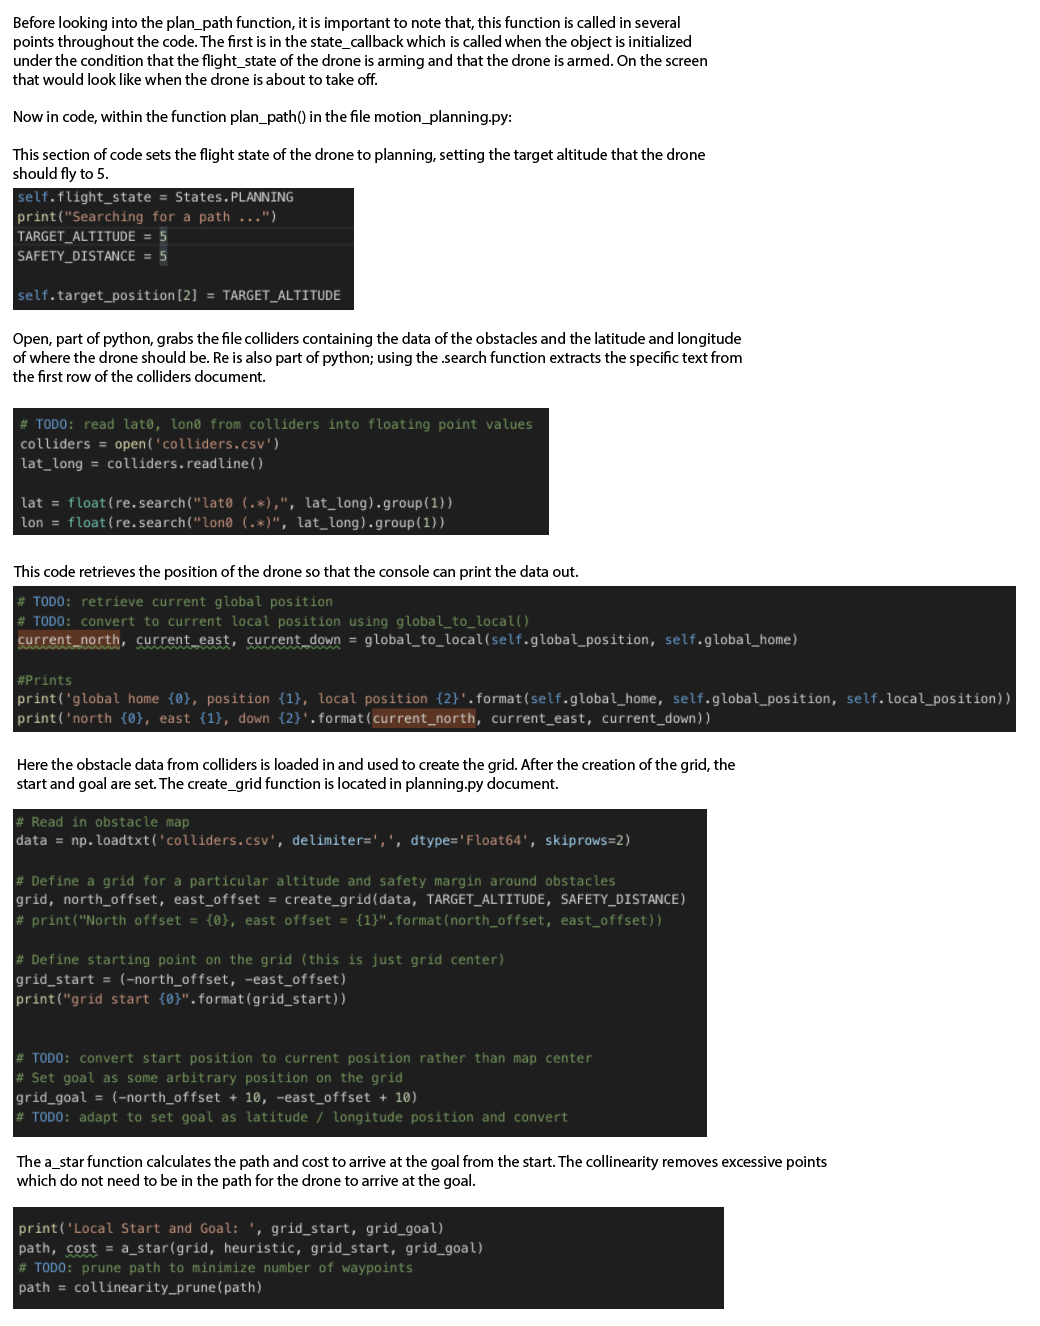 Before looking into the plan_path function, it is important to note that, this function is called in several
points throughout the code. The first is in the state_callback which is called when the object is initialized
under the condition that the flight_state of the drone is arming and that the drone is armed. On the screen
that would look like when the drone is about to take off.
Now in code, within the function plan_path() in the file motion_planning.py:
This section of code sets the flight state of the drone to planning, setting the target altitude that the drone
should fly to 5.
self.flight_state = States.PLANNING
print("Searching for a path ...")
TARGET_ALTITUDE = 5
SAFETY_DISTANCE = 5
self.target_position[2] = TARGET_ALTITUDE
Open, part of python, grabs the file colliders containing the data of the obstacles and the latitude and longitude
of where the drone should be. Re is also part of python; using the .search function extracts the specific text from
the first row of the colliders document.
# TODO: read lat0, lon0 from colliders into floating point values
colliders = open('colliders.csv')
lat_long = colliders.readline()
lat = float(re.search("lat0 (.*),", lat_long).group(1))
lon = float(re.search("lon0 (.*)", lat_long).group(1))
This code retrieves the position of the drone so that the console can print the data out.
# TODO: retrieve current global position
# TODO: convert to current local position using global_to_local()
current_north, current_east, current_down = global_to_local(self.global_position, self.global_home)
#Prints
print('global home {0}, position {1}, local position {2}'.format(self.global_home, self.global_position, self.local_position))
print('north {0}, east {1}, down {2}'.format(current_north, current_east, current_down))
Here the obstacle data from colliders is loaded in and used to create the grid. After the creation of the grid, the
start and goal are set. The create_grid function is located in planning.py document.
# Read in obstacle map
data = np.loadtxt('colliders.csv', delimiter=',', dtype='Float64', skiprows=2)
# Define a grid for a particular altitude and safety margin around obstacles
grid, north_offset, east_offset = create_grid(data, TARGET_ALTITUDE, SAFETY_DISTANCE)
# print("North offset = {0}, east offset = {1}".format(north_offset, east_offset))
# Define starting point on the grid (this is just grid center)
grid_start = (-north_offset, -east_offset)
print("grid start {0}".format(grid_start))
# TODO: convert start position to current position rather than map center
# Set goal as some arbitrary position on the grid
grid_goal = (-north_offset + 10, -east_offset + 10)
# TODO: adapt to set goal as latitude / longitude position and convert
The a_star function calculates the path and cost to arrive at the goal from the start. The collinearity removes excessive points
which do not need to be in the path for the drone to arrive at the goal.
print('Local Start and Goal: ', grid_start, grid_goal)
path, cost = a_star(grid, heuristic, grid_start, grid_goal)
# TODO: prune path to minimize number of waypoints
path = collinearity_prune(path)